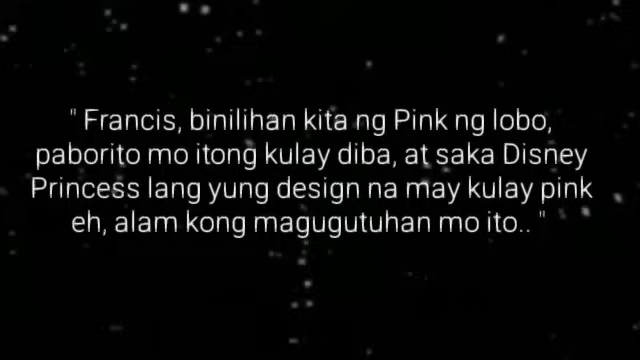 " Francis, binilihan kita ng Pink ng lobo,
paborito mo itong kulay diba, at saka Disney
Princess lang yung design na may kulay pink
eh, alam kong magugutuhan mo ito.. "